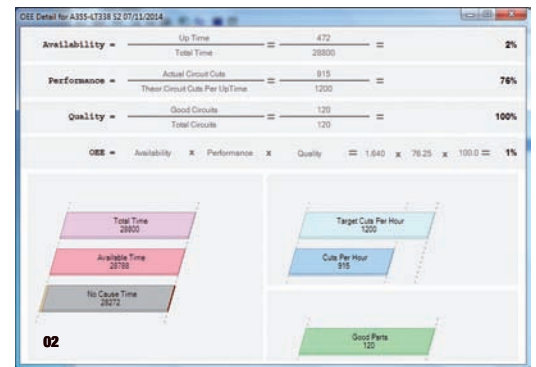 OEE Detail for A355-LT338 S2 07/11/2014
Availability = Up Time / Total Time = 472 / 28800 = 2%
Performance = Actual Circuit Cuts / Theor.Circuit Cuts Per UpTime = 915 / 1200 = 76%
Quality = Good Circuits / Total Circuits = 120 / 120 = 100%
OEE = Availability x Performance x Quality = 1.640 x 76.25 x 100.0 = 1%
Total Time
28800
Available Time
28788
No Cause Time
28272
Target Cuts Per Hour
1200
Cuts Per Hour
915
Good Parts
120
02